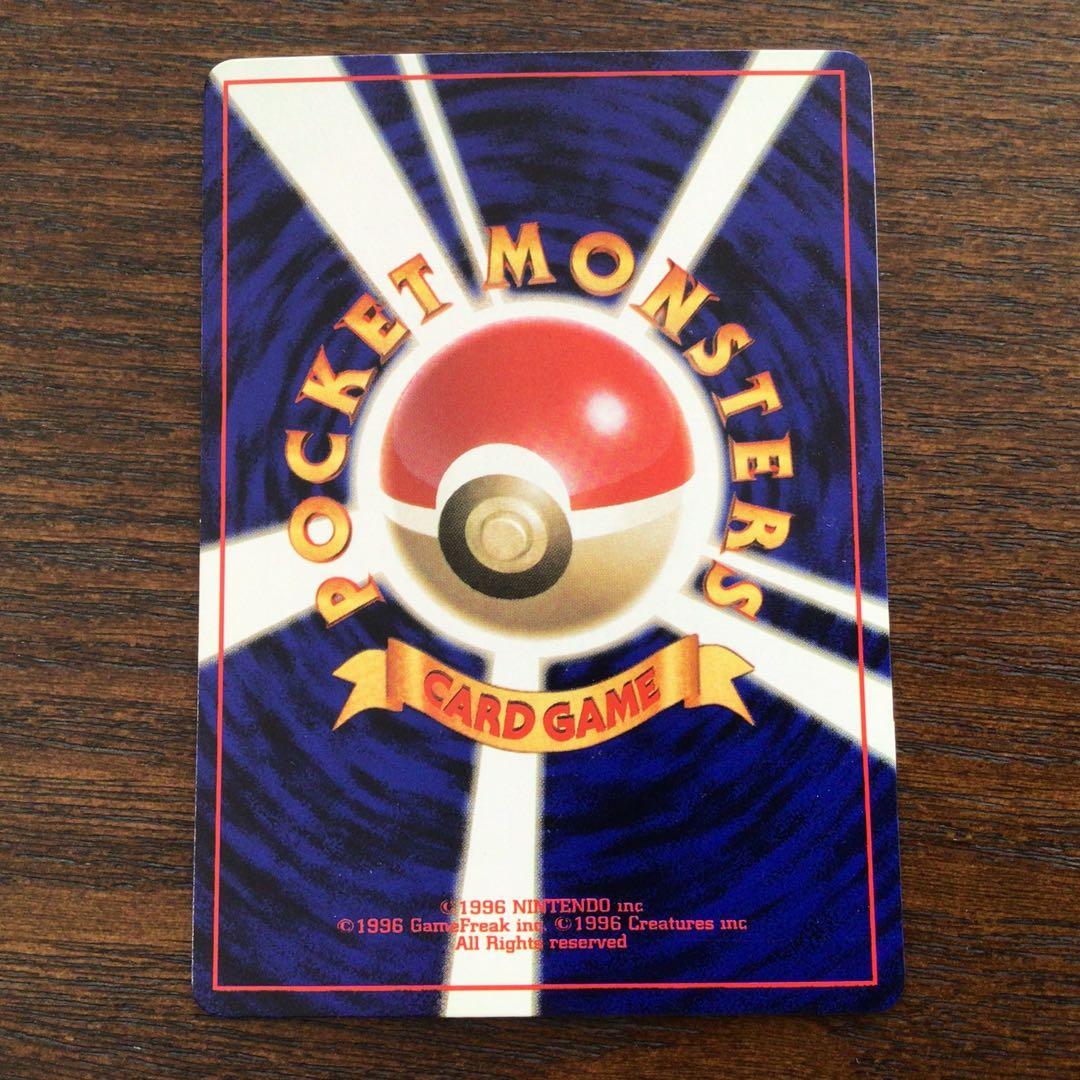 POCKET MONSTERS
CARD GAME
©1996 NINTENDO inc
©1996 GameFreak inc. ©1996 Creatures inc
All Rights reserved